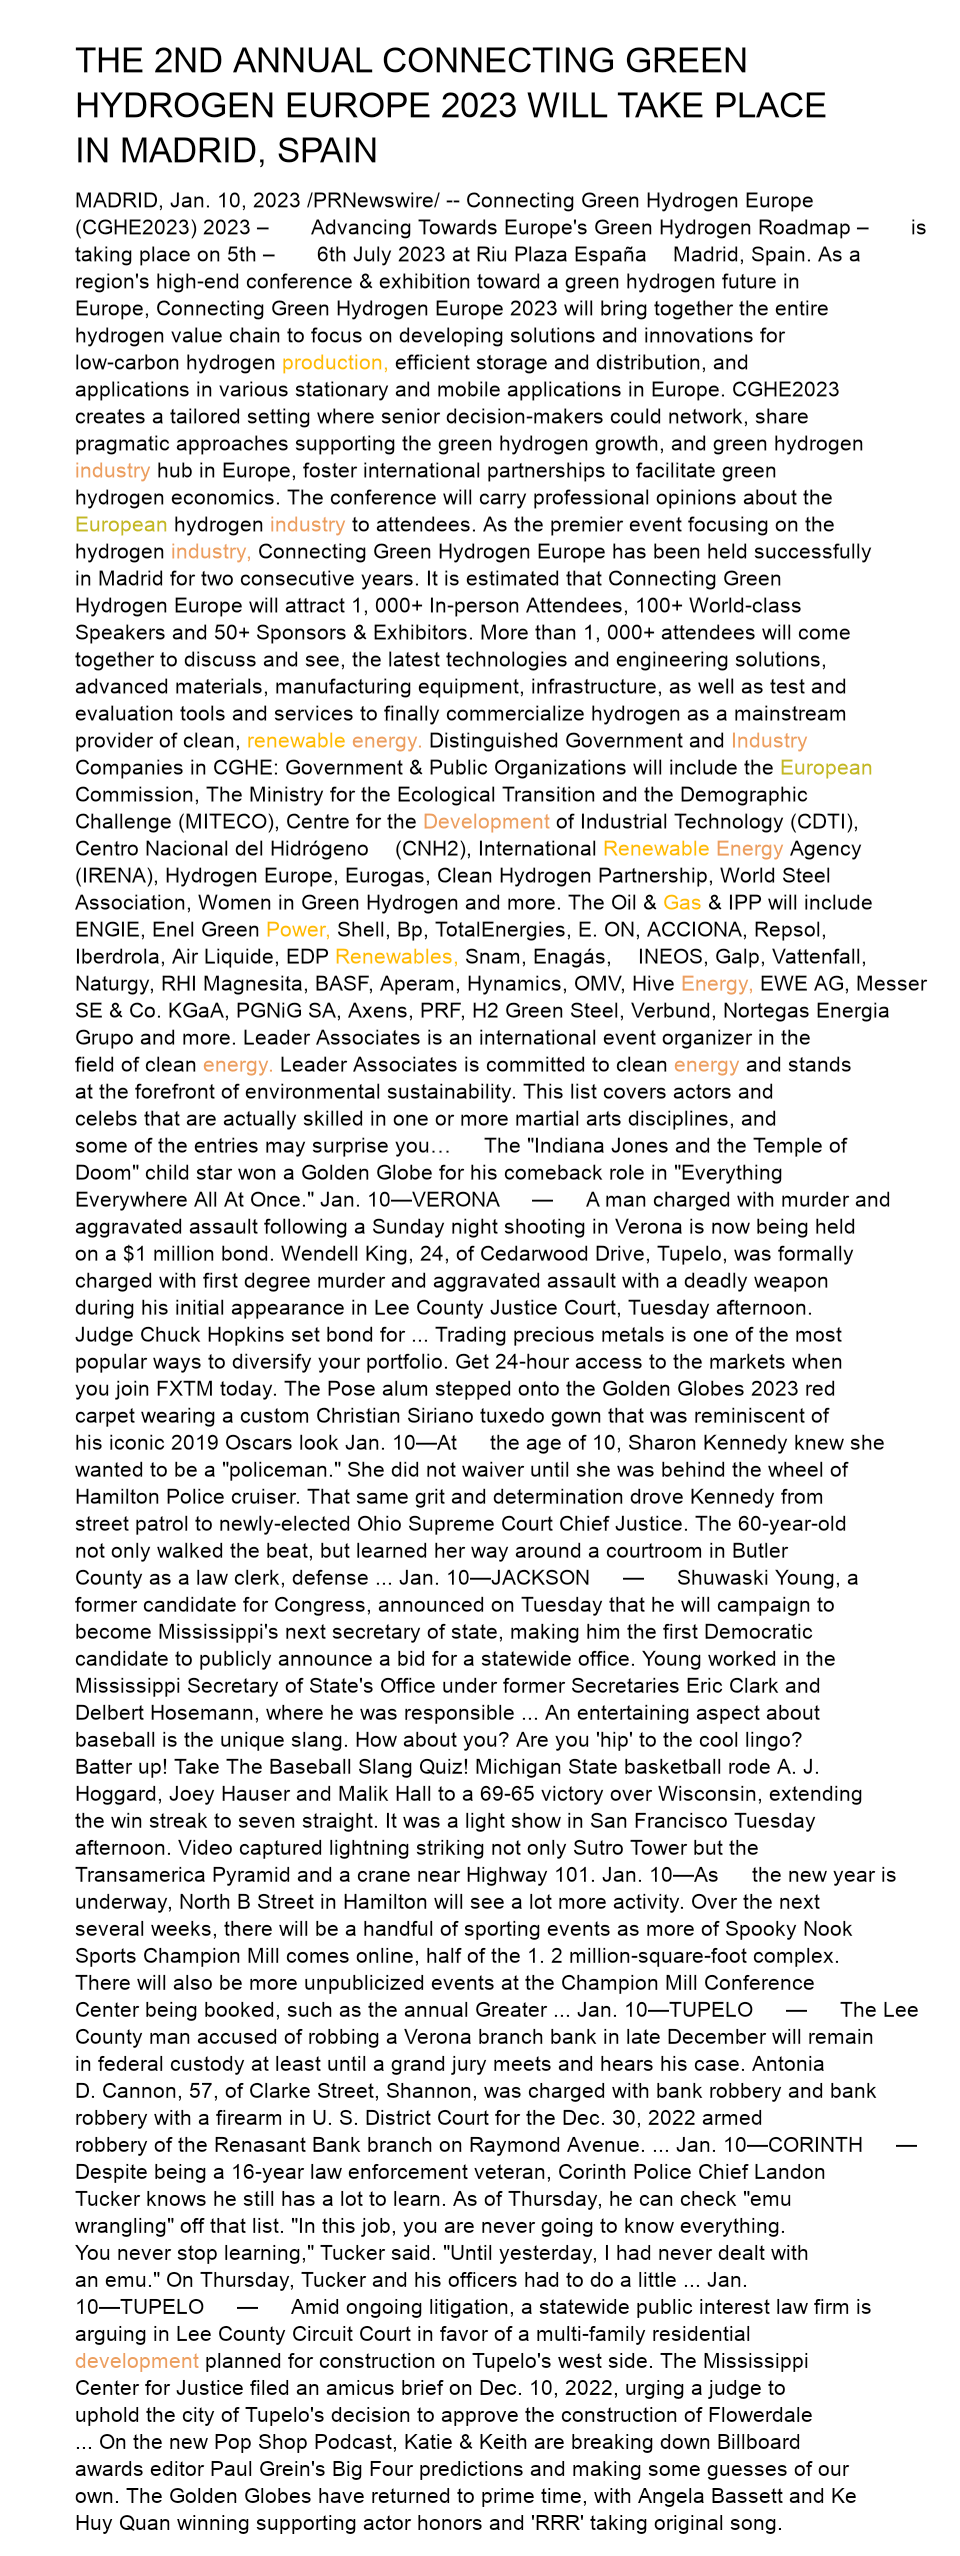 THE 2ND ANNUAL CONNECTING GREEN
HYDROGEN EUROPE 2023 WILL TAKE PLACE
IN MADRID, SPAIN
MADRID, Jan. 10, 2023 /PRNewswire/ -- Connecting Green Hydrogen Europe
(CGHE2023) 2023 – Advancing Towards Europe's Green Hydrogen Roadmap – is
taking place on 5th – 6th July 2023 at Riu Plaza España Madrid, Spain. As a
region's high-end conference & exhibition toward a green hydrogen future in
Europe, Connecting Green Hydrogen Europe 2023 will bring together the entire
hydrogen value chain to focus on developing solutions and innovations for
low-carbon hydrogen production, efficient storage and distribution, and
applications in various stationary and mobile applications in Europe. CGHE2023
creates a tailored setting where senior decision-makers could network, share
pragmatic approaches supporting the green hydrogen growth, and green hydrogen
industry hub in Europe, foster international partnerships to facilitate green
hydrogen economics. The conference will carry professional opinions about the
European hydrogen industry to attendees. As the premier event focusing on the
hydrogen industry, Connecting Green Hydrogen Europe has been held successfully
in Madrid for two consecutive years. It is estimated that Connecting Green
Hydrogen Europe will attract 1, 000+ In-person Attendees, 100+ World-class
Speakers and 50+ Sponsors & Exhibitors. More than 1, 000+ attendees will come
together to discuss and see, the latest technologies and engineering solutions,
advanced materials, manufacturing equipment, infrastructure, as well as test and
evaluation tools and services to finally commercialize hydrogen as a mainstream
provider of clean, renewable energy. Distinguished Government and Industry
Companies in CGHE: Government & Public Organizations will include the European
Commission, The Ministry for the Ecological Transition and the Demographic
Challenge (MITECO), Centre for the Development of Industrial Technology (CDTI),
Centro Nacional del Hidrógeno (CNH2), International Renewable Energy Agency
(IRENA), Hydrogen Europe, Eurogas, Clean Hydrogen Partnership, World Steel
Association, Women in Green Hydrogen and more. The Oil & Gas & IPP will include
ENGIE, Enel Green Power, Shell, Bp, TotalEnergies, E. ON, ACCIONA, Repsol,
Iberdrola, Air Liquide, EDP Renewables, Snam, Enagás, INEOS, Galp, Vattenfall,
Naturgy, RHI Magnesita, BASF, Aperam, Hynamics, OMV, Hive Energy, EWE AG, Messer
SE & Co. KGaA, PGNiG SA, Axens, PRF, H2 Green Steel, Verbund, Nortegas Energia
Grupo and more. Leader Associates is an international event organizer in the
field of clean energy. Leader Associates is committed to clean energy and stands
at the forefront of environmental sustainability. This list covers actors and
celebs that are actually skilled in one or more martial arts disciplines, and
some of the entries may surprise you… The "Indiana Jones and the Temple of
Doom" child star won a Golden Globe for his comeback role in "Everything
Everywhere All At Once." Jan. 10—VERONA — A man charged with murder and
aggravated assault following a Sunday night shooting in Verona is now being held
on a $1 million bond. Wendell King, 24, of Cedarwood Drive, Tupelo, was formally
charged with first degree murder and aggravated assault with a deadly weapon
during his initial appearance in Lee County Justice Court, Tuesday afternoon.
Judge Chuck Hopkins set bond for ... Trading precious metals is one of the most
popular ways to diversify your portfolio. Get 24-hour access to the markets when
you join FXTM today. The Pose alum stepped onto the Golden Globes 2023 red
carpet wearing a custom Christian Siriano tuxedo gown that was reminiscent of
his iconic 2019 Oscars look Jan. 10—At the age of 10, Sharon Kennedy knew she
wanted to be a "policeman." She did not waiver until she was behind the wheel of
Hamilton Police cruiser. That same grit and determination drove Kennedy from
street patrol to newly-elected Ohio Supreme Court Chief Justice. The 60-year-old
not only walked the beat, but learned her way around a courtroom in Butler
County as a law clerk, defense ... Jan. 10—JACKSON — Shuwaski Young, a
former candidate for Congress, announced on Tuesday that he will campaign to
become Mississippi's next secretary of state, making him the first Democratic
candidate to publicly announce a bid for a statewide office. Young worked in the
Mississippi Secretary of State's Office under former Secretaries Eric Clark and
Delbert Hosemann, where he was responsible ... An entertaining aspect about
baseball is the unique slang. How about you? Are you 'hip' to the cool lingo?
Batter up! Take The Baseball Slang Quiz! Michigan State basketball rode A. J.
Hoggard, Joey Hauser and Malik Hall to a 69-65 victory over Wisconsin, extending
the win streak to seven straight. It was a light show in San Francisco Tuesday
afternoon. Video captured lightning striking not only Sutro Tower but the
Transamerica Pyramid and a crane near Highway 101. Jan. 10—As the new year is
underway, North B Street in Hamilton will see a lot more activity. Over the next
several weeks, there will be a handful of sporting events as more of Spooky Nook
Sports Champion Mill comes online, half of the 1. 2 million-square-foot complex.
There will also be more unpublicized events at the Champion Mill Conference
Center being booked, such as the annual Greater ... Jan. 10—TUPELO — The Lee
County man accused of robbing a Verona branch bank in late December will remain
in federal custody at least until a grand jury meets and hears his case. Antonia
D. Cannon, 57, of Clarke Street, Shannon, was charged with bank robbery and bank
robbery with a firearm in U. S. District Court for the Dec. 30, 2022 armed
robbery of the Renasant Bank branch on Raymond Avenue. ... Jan. 10—CORINTH —
Despite being a 16-year law enforcement veteran, Corinth Police Chief Landon
Tucker knows he still has a lot to learn. As of Thursday, he can check "emu
wrangling" off that list. "In this job, you are never going to know everything.
You never stop learning," Tucker said. "Until yesterday, I had never dealt with
an emu." On Thursday, Tucker and his officers had to do a little ... Jan.
10—TUPELO — Amid ongoing litigation, a statewide public interest law firm is
arguing in Lee County Circuit Court in favor of a multi-family residential
development planned for construction on Tupelo's west side. The Mississippi
Center for Justice filed an amicus brief on Dec. 10, 2022, urging a judge to
uphold the city of Tupelo's decision to approve the construction of Flowerdale
... On the new Pop Shop Podcast, Katie & Keith are breaking down Billboard
awards editor Paul Grein's Big Four predictions and making some guesses of our
own. The Golden Globes have returned to prime time, with Angela Bassett and Ke
Huy Quan winning supporting actor honors and 'RRR' taking original song.